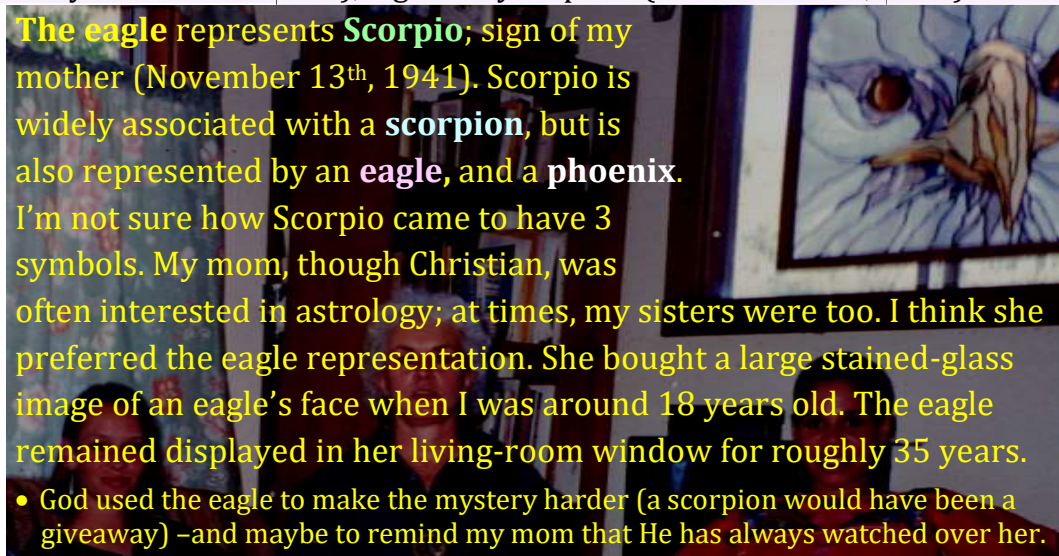 The eagle represents Scorpio; sign of my
mother (November 13th, 1941). Scorpio is
widely associated with a scorpion, but is
also represented by an eagle, and a phoenix.
I’m not sure how Scorpio came to have 3
symbols. My mom, though Christian, was
often interested in astrology; at times, my sisters were too. I think she
preferred the eagle representation. She bought a large stained-glass
image of an eagle’s face when I was around 18 years old. The eagle
remained displayed in her living-room window for roughly 35 years.
• God used the eagle to make the mystery harder (a scorpion would have been a
giveaway) –and maybe to remind my mom that He has always watched over her.